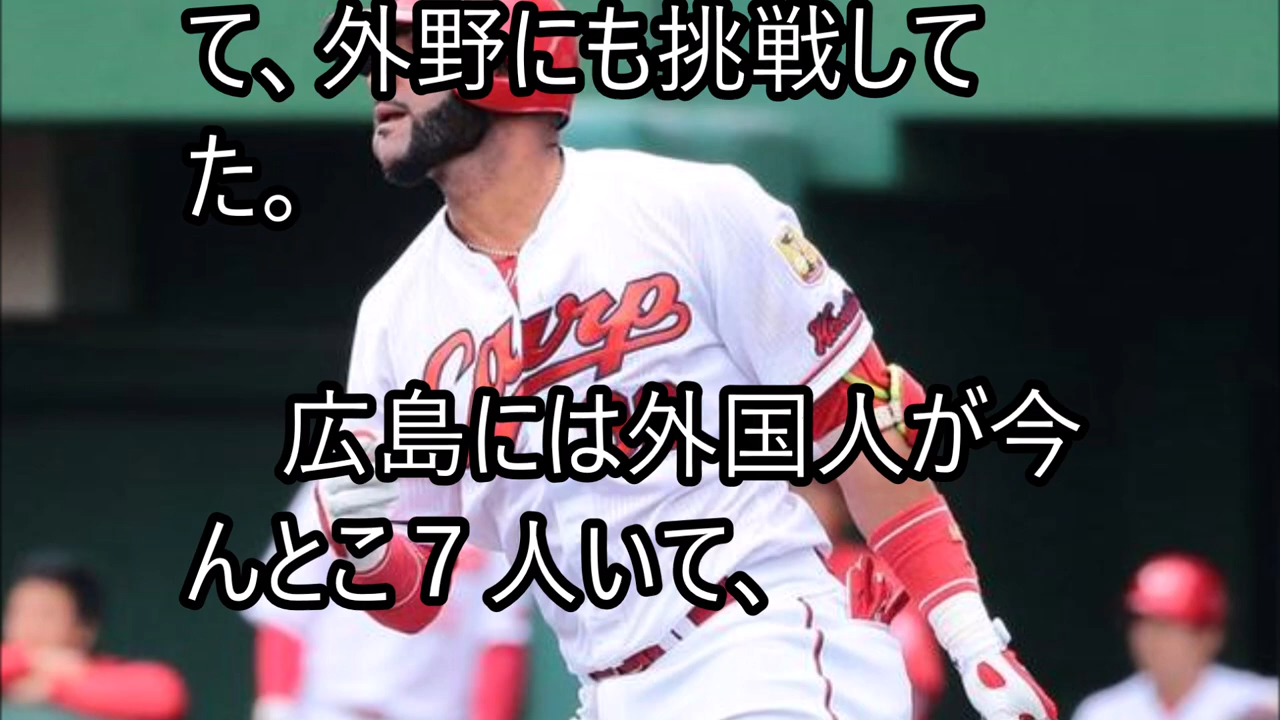 て、外野にも挑戦して
た。
Carp
広島には外国人が今
んとこ７人いて、